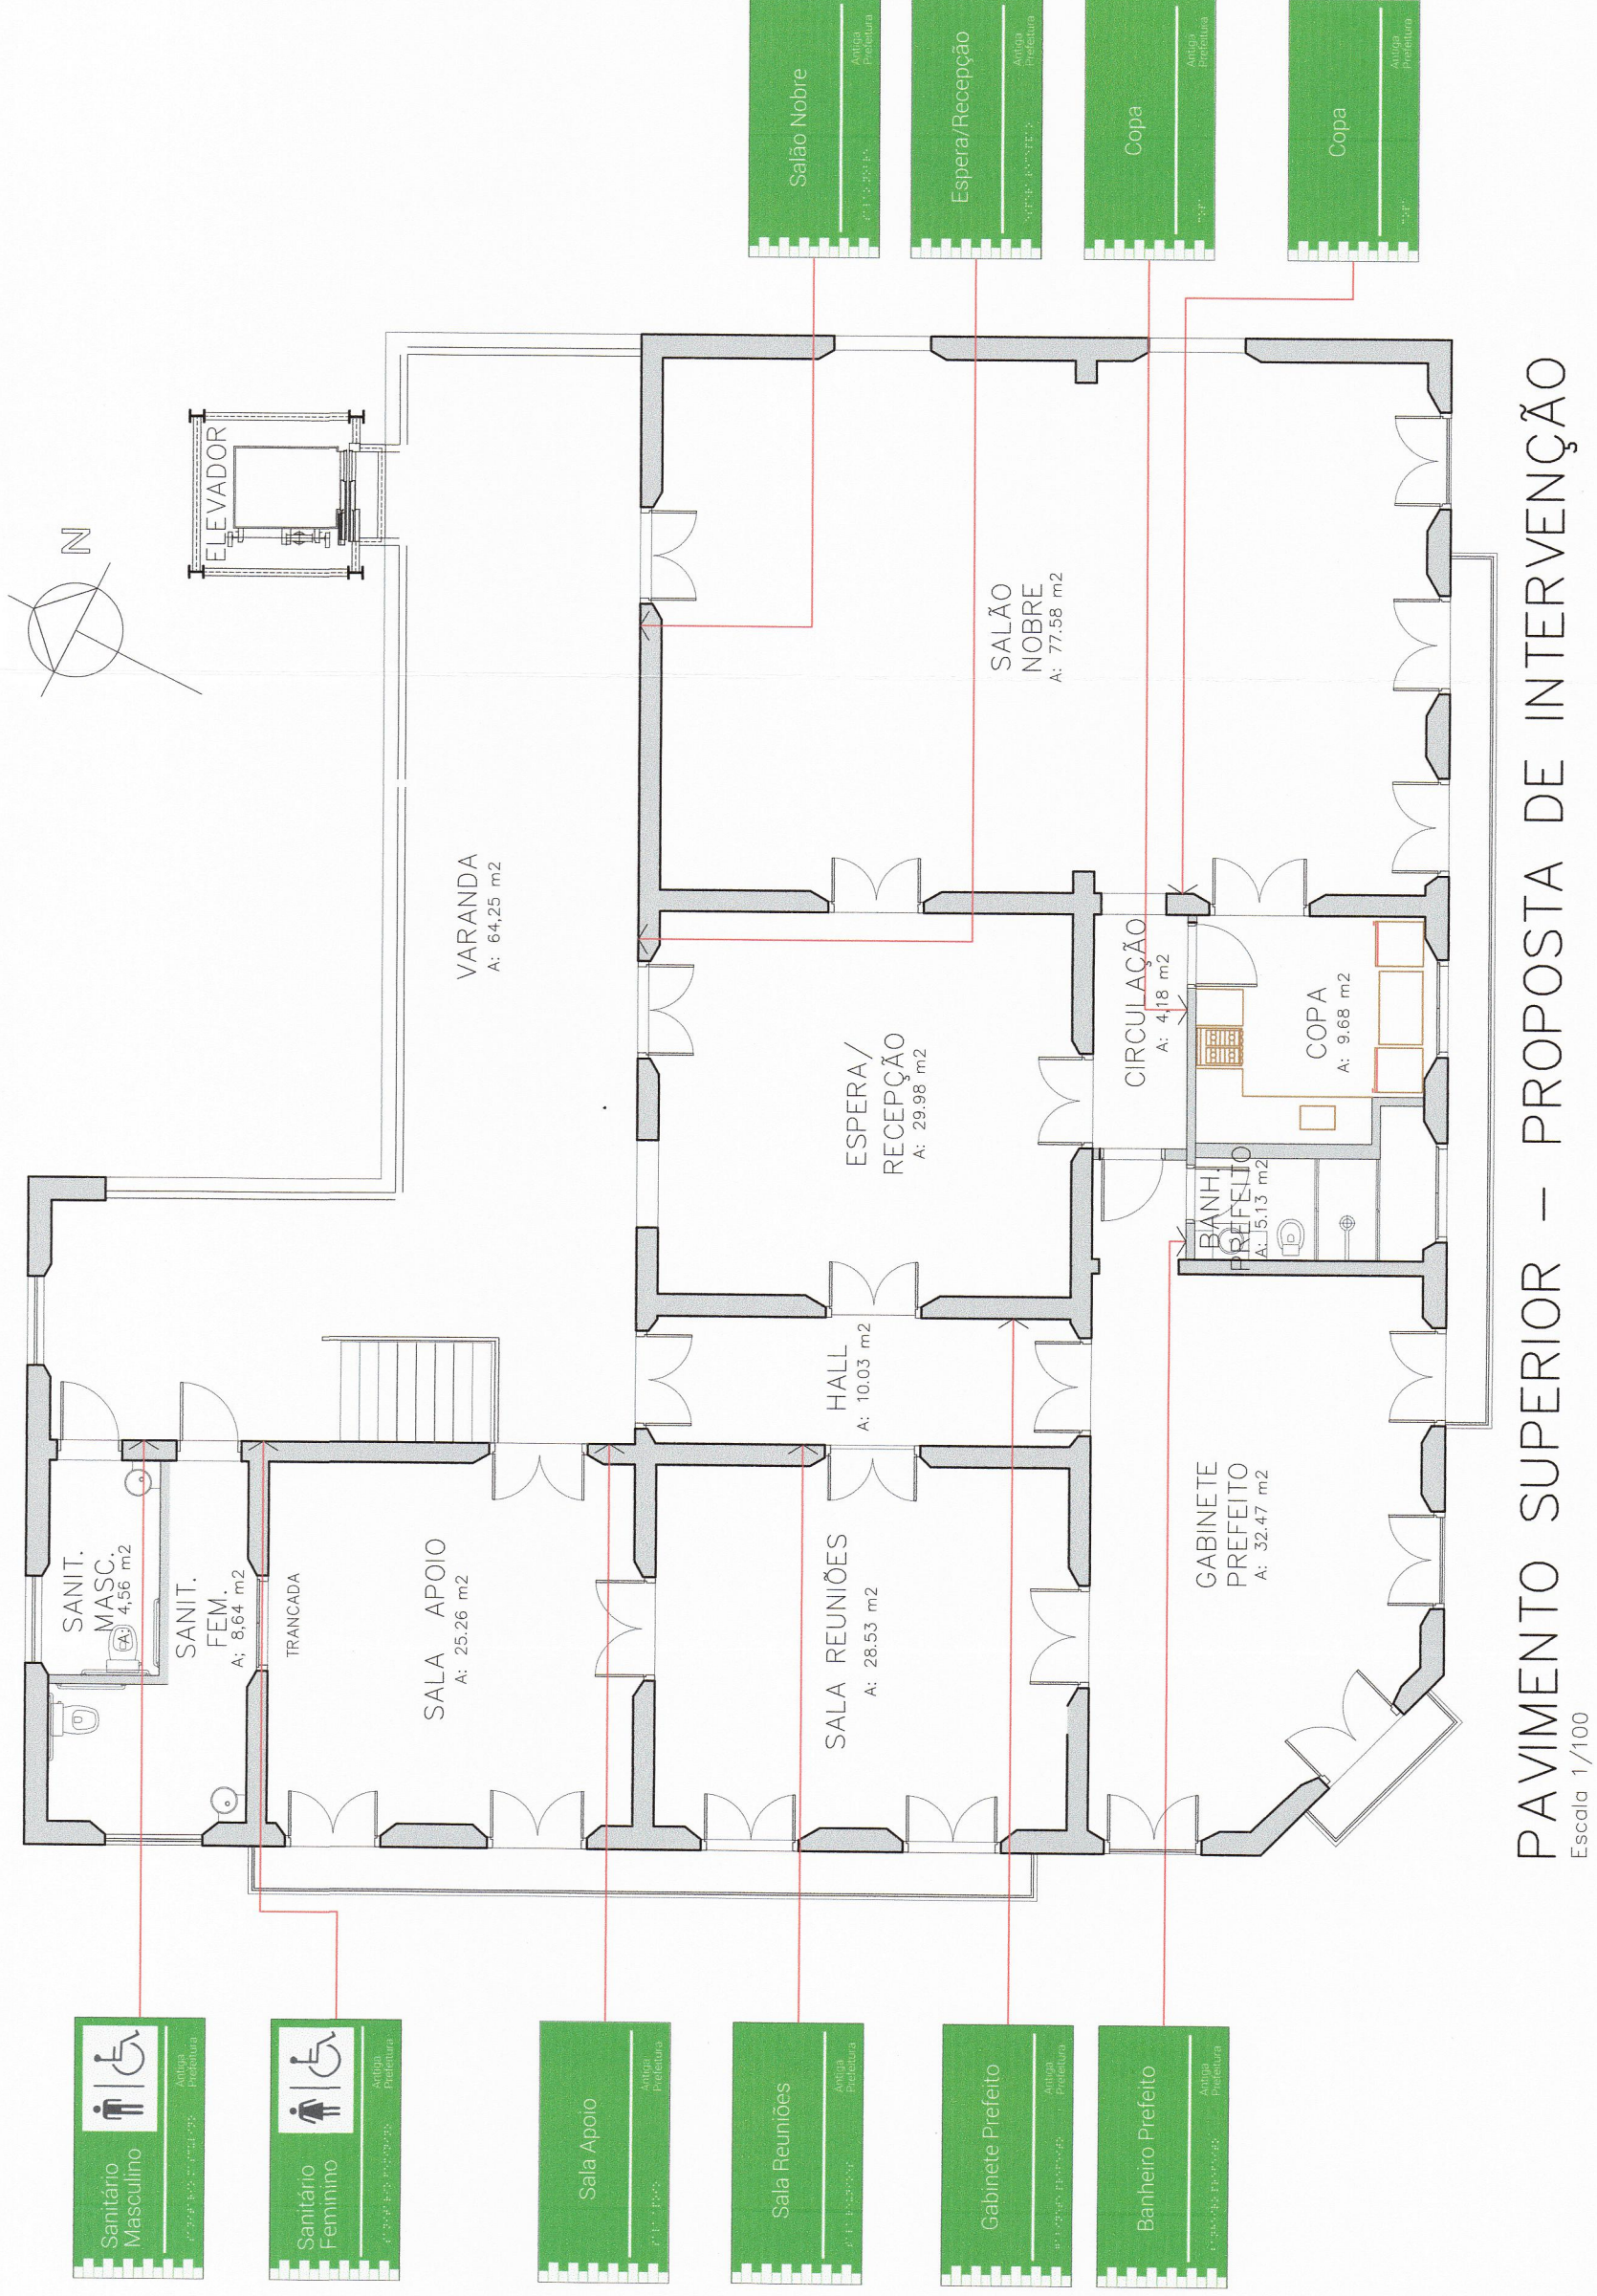 Salão Nobre
Antiga
Prefeitura
Espera/Recepção
Antiga
Prefeitura
Copa
Antiga
Prefeitura
Copa
Antiga
Prefeitura
N
ELEVADOR
VARANDA
A: 64,25 m2
SALÃO
NOBRE
A: 77.58 m2
ESPERA/
RECEPÇÃO
A: 29.98 m2
CIRCULAÇÃO
A: 4,18 m2
COPA
A: 9.68 m2
BANH.
PREFEITO
A: 5.13 m2
HALL
A: 10.03 m2
SANIT.
MASC.
A: 4,56 m2
SANIT.
FEM.
A; 8,64 m2
TRANCADA
SALA APOIO
A: 25.26 m2
SALA REUNIÕES
A: 28.53 m2
GABINETE
PREFEITO
A: 32.47 m2
Sanitário
Masculino
Antiga
Prefeitura
Sanitário
Feminino
Antiga
Prefeitura
Sala Apoio
Antiga
Prefeitura
Sala Reuniões
Antiga
Prefeitura
Gabinete Prefeito
Antiga
Prefeitura
Banheiro Prefeito
Antiga
Prefeitura
PAVIMENTO SUPERIOR – PROPOSTA DE INTERVENÇÃO
Escala 1/100